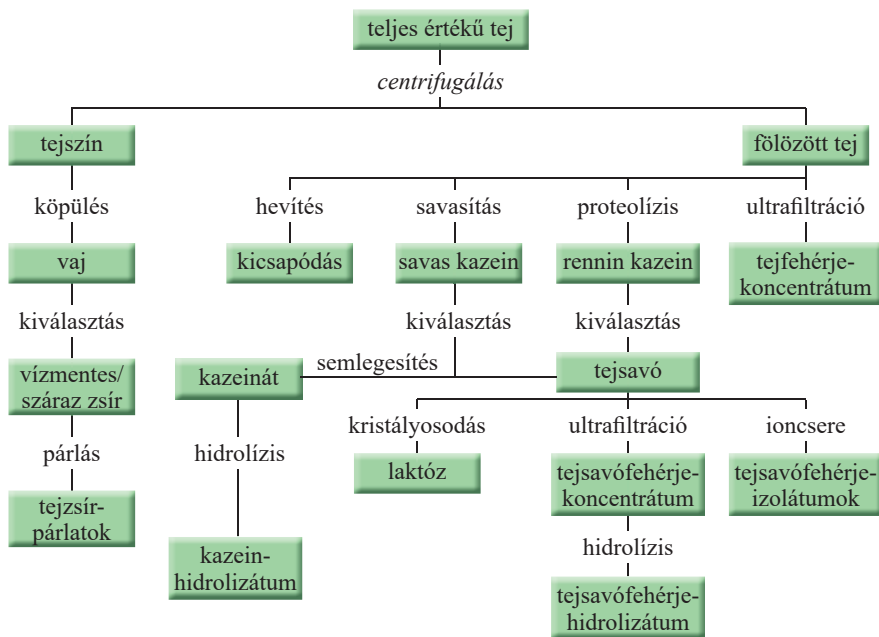 teljes értékű tej
centrifugálás
tejszín
fölözött tej
köpülés
hevítés
savasítás
proteolízis
ultrafiltráció
vaj
kicsapódás
savas kazein
rennin kazein
tejfehérje-
koncentrátum
kiválasztás
kiválasztás
kiválasztás
semlegesítés
vízmentes/
száraz zsír
kazeinát
tejsavó
párlás
hidrolízis
kristályosodás
ultrafiltráció
ioncsere
tejzsír-
párlatok
laktóz
tejsavófehérje-
koncentrátum
tejsavófehérje-
izolátumok
kazein-
hidrolizátum
hidrolízis
tejsavófehérje-
hidrolizátum